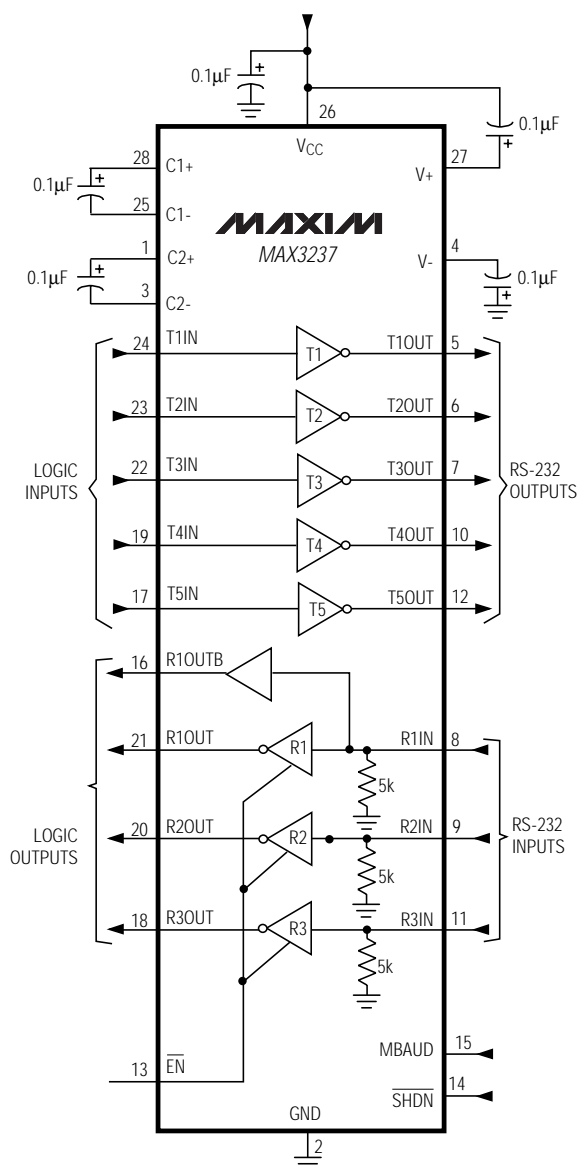 0.1µF +
26
+ 0.1µF
VCC
28 C1+
V+ 27
0.1µF +
25 C1-
MAXIM
MAX3237
1 C2+
V- 4
0.1µF +
3 C2-
+ 0.1µF
24 T1IN T1 T1OUT 5
23 T2IN T2 T2OUT 6
22 T3IN T3 T3OUT 7
LOGIC
INPUTS
RS-232
OUTPUTS
19 T4IN T4 T4OUT 10
17 T5IN T5 T5OUT 12
16 R1OUTB
21 R1OUT R1 R1IN 8
5k
20 R2OUT R2 R2IN 9
LOGIC
OUTPUTS
RS-232
INPUTS
5k
18 R3OUT R3 R3IN 11
5k
MBAUD 15
13 EN
SHDN 14
GND
2